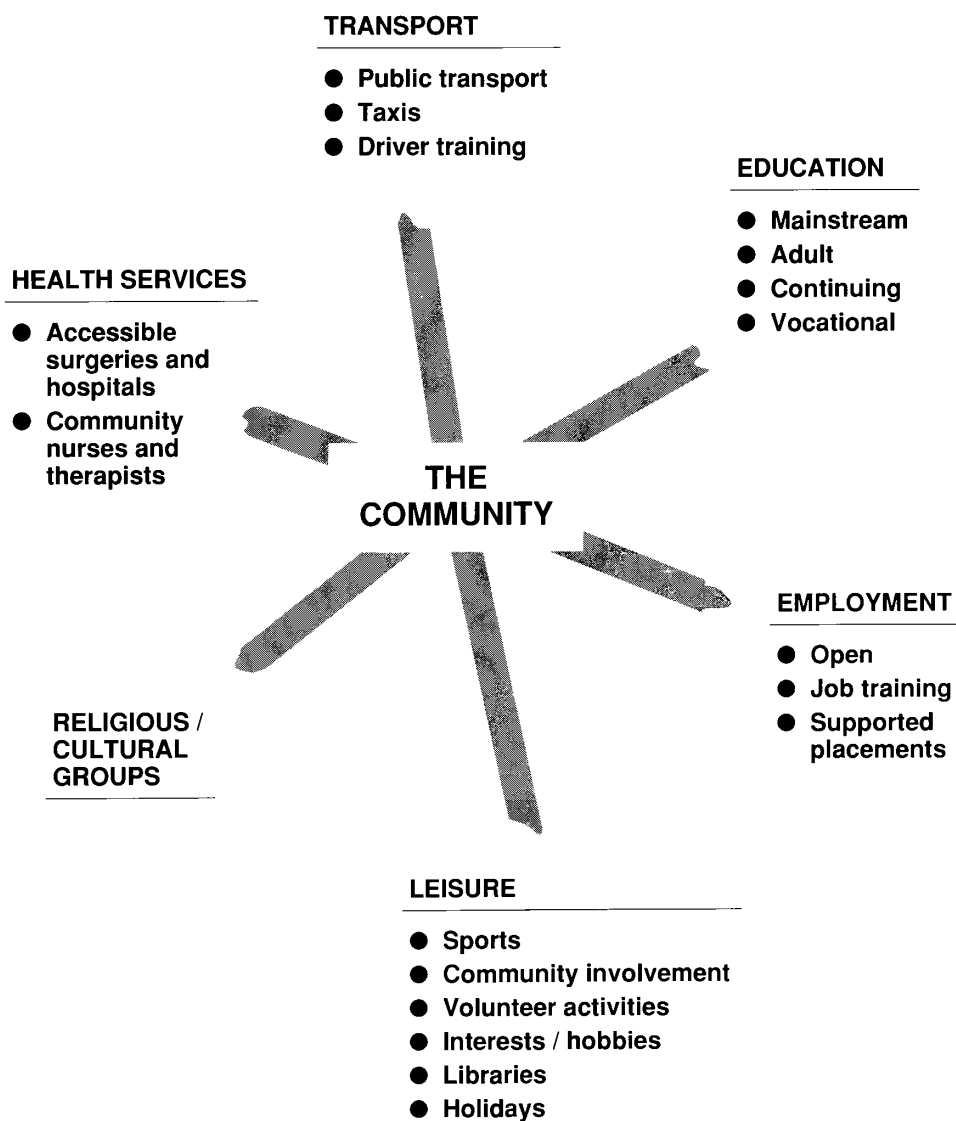 TRANSPORT
● Public transport
● Taxis
● Driver training
EDUCATION
● Mainstream
● Adult
● Continuing
● Vocational
HEALTH SERVICES
● Accessible
surgeries and
hospitals
● Community
nurses and
therapists
THE
COMMUNITY
EMPLOYMENT
● Open
● Job training
● Supported
placements
RELIGIOUS /
CULTURAL
GROUPS
LEISURE
● Sports
● Community involvement
● Volunteer activities
● Interests / hobbies
● Libraries
● Holidays